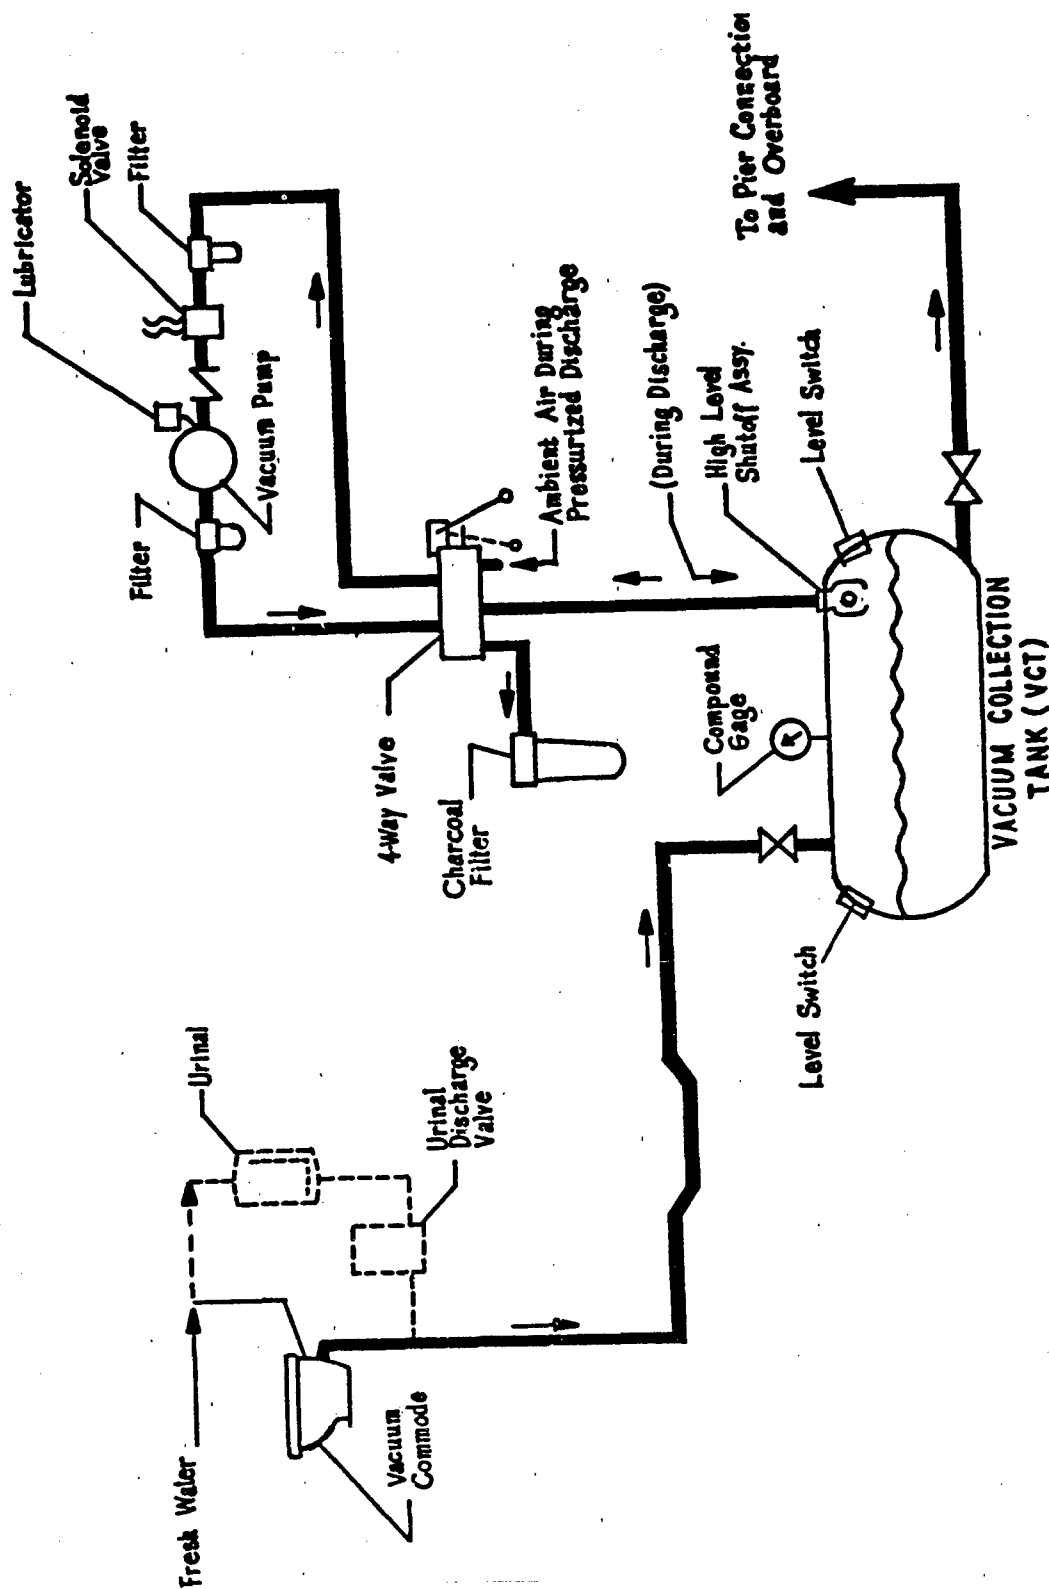 Fresh Water
Vacuum
Commode
Urinal
Urinal
Discharge
Valve
Level Switch
Charcoal
Filter
4-Way Valve
Compound
Gage
VACUUM COLLECTION
TANK (VCT)
Filter
Vacuum Pump
Lubricator
Solenoid
Valve
Filter
Ambient Air During
Pressurized Discharge
(During Discharge)
High Level
Shutoff Assy.
Level Switch
To Pier Connection
and Overboard